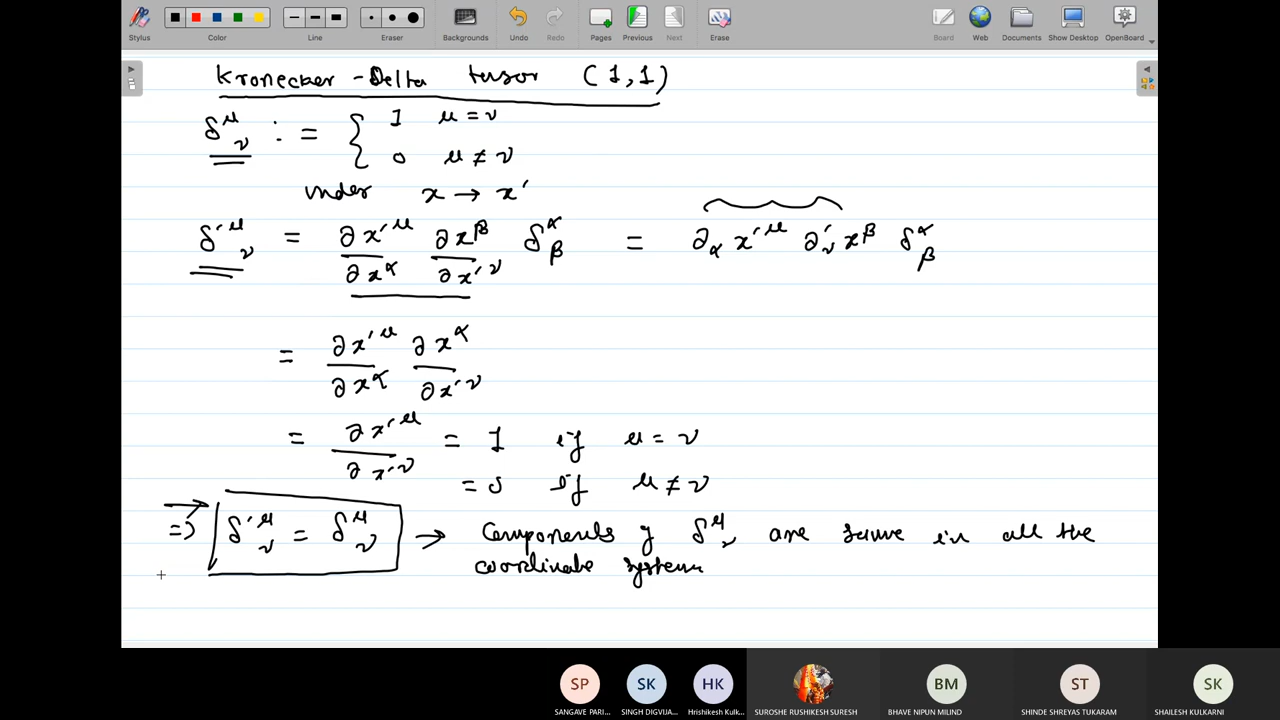 Stylus Color Line Eraser Backgrounds Undo Redo Pages Previous Next Erase Board Web Documents Show Desktop OpenBoard
Kronecker-Delta tensor (1,1)
δ^μ_ν := { 1 μ = ν
0 μ ≠ ν
under x → x'
δ'^μ_ν = ∂x'^μ/∂x^α ∂x^β/∂x'^ν δ^α_β = ∂_α x'^μ ∂'_ν x^β δ^α_β
= ∂x'^μ/∂x^α ∂x^α/∂x'^ν
= ∂x'^μ/∂x'^ν = 1 if μ = ν
= 0 if μ ≠ ν
=> δ'^μ_ν = δ^μ_ν → Components of δ^μ_ν are same in all the
coordinate systems
SP SK HK BM ST SK
SANGAVE PARI... SINGH DIGVIJA... Hrishikesh Kulk... SUROSHE RUSHIKESH SURESH BHAVE NIPUN MILIND SHINDE SHREYAS TUKARAM SHAILESH KULKARNI